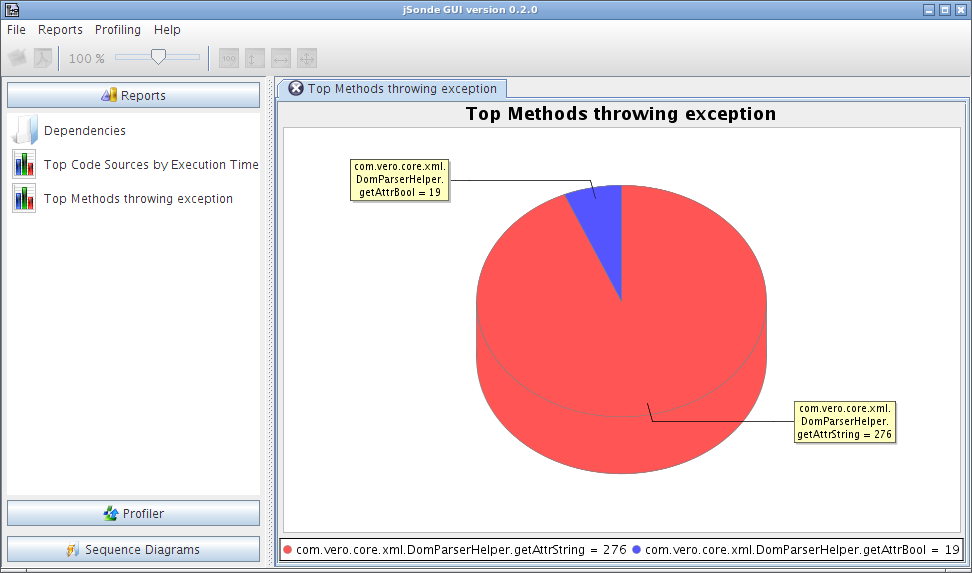 jSonde GUI version 0.2.0
File Reports Profiling Help
100 %
100
Reports
Dependencies
Top Code Sources by Execution Time
Top Methods throwing exception
Profiler
Sequence Diagrams
Top Methods throwing exception
Top Methods throwing exception
com.vero.core.xml.
DomParserHelper.
getAttrBool = 19
com.vero.core.xml.
DomParserHelper.
getAttrString = 276
com.vero.core.xml.DomParserHelper.getAttrString = 276 com.vero.core.xml.DomParserHelper.getAttrBool = 19